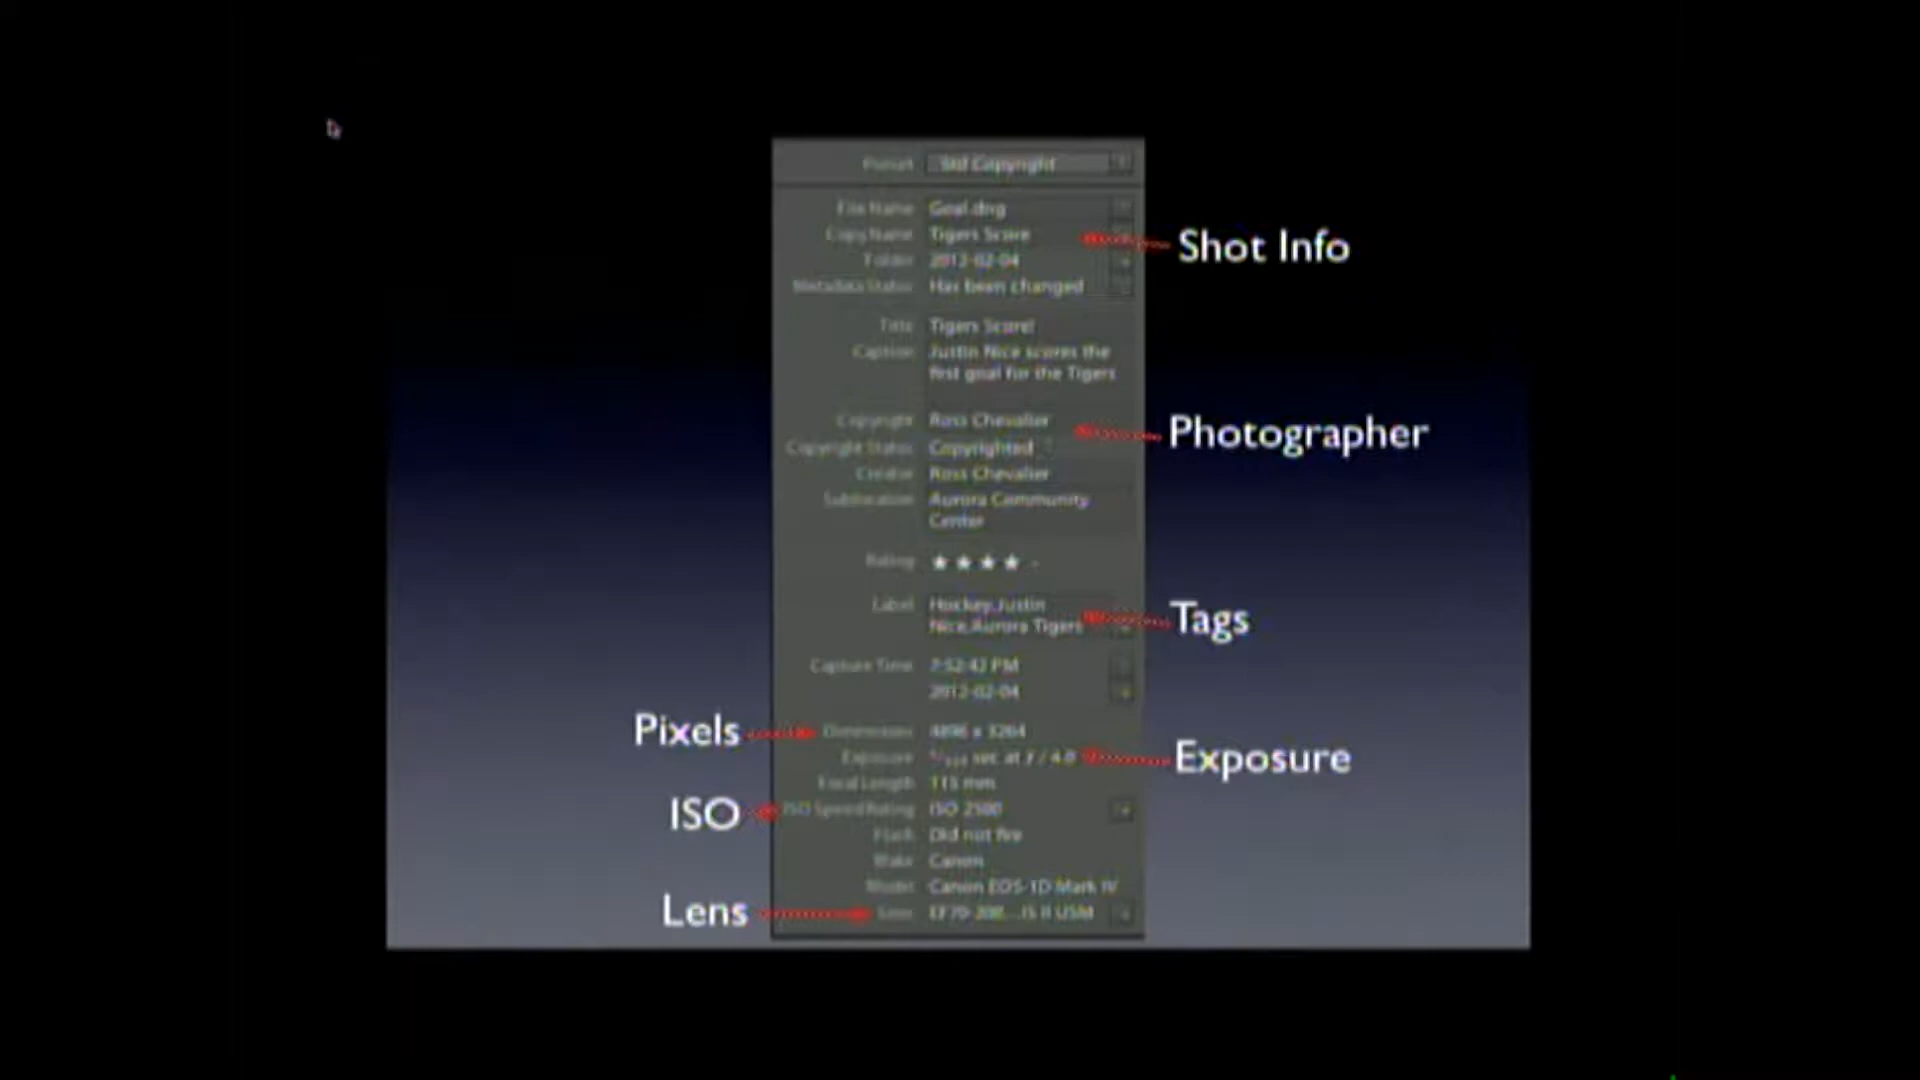 Preset Std Copyright
File Name Goal.dng
Copy Name Tigers Score
Folder 2012-02-04
Metadata Status Has been changed
Shot Info
Title Tigers Score!
Caption Justin Nice scores the
first goal for the Tigers
Copyright Ross Chevalier
Photographer
Copyright Status Copyrighted
Creator Ross Chevalier
Sublocation Aurora Community
Center
Rating
Label Hockey,Justin
Nice,Aurora Tigers
Tags
Capture Time 7:52:42 PM
2012-02-04
Pixels
Dimensions 4896 x 3264
Exposure sec at f / 4.0
Exposure
Focal Length 115 mm
ISO
ISO Speed Rating ISO 2500
Flash Did not fire
Make Canon
Model Canon EOS-1D Mark IV
Lens
Lens EF70-200...IS II USM